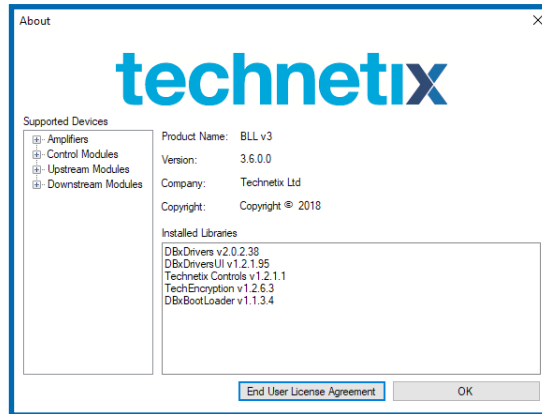 About
technetix
Supported Devices
Amplifiers
Control Modules
Upstream Modules
Downstream Modules
Product Name: BLL v3
Version: 3.6.0.0
Company: Technetix Ltd
Copyright: Copyright © 2018
Installed Libraries
DBxDrivers v2.0.2.38
DBxDriversUI v1.2.1.95
Technetix Controls v1.2.1.1
TechEncryption v1.2.6.3
DBxBootLoader v1.1.3.4
End User License Agreement
OK